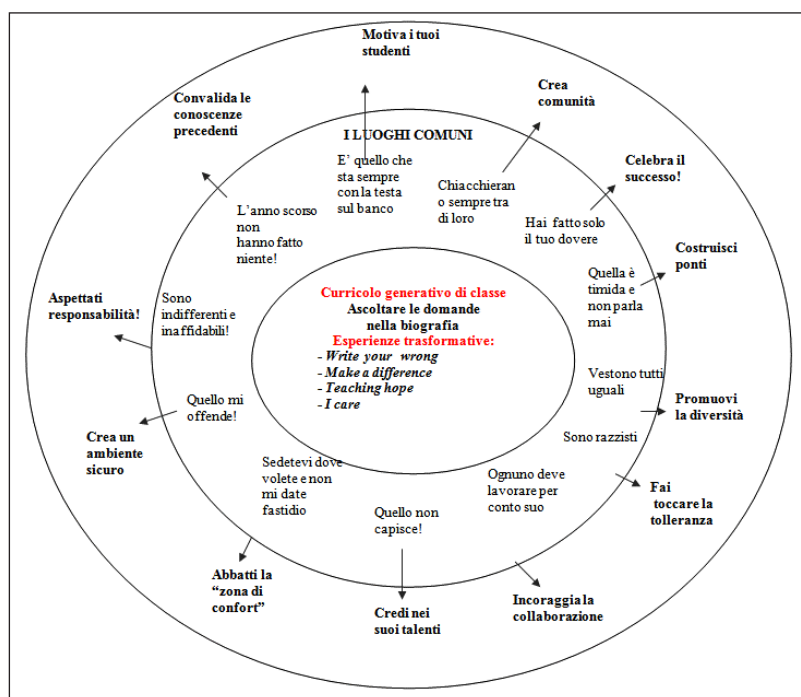 Motiva i tuoi
studenti
Crea
comunità
Convalida le
conoscenze
precedenti
I LUOGHI COMUNI
E' quello che
sta sempre
con la testa
sul banco
Chiacchieran
o sempre tra
di loro
Celebra il
successo!
L'anno scorso
non
hanno fatto
niente!
Hai fatto solo
il tuo dovere
Costruisci
ponti
Quella è
timida e
non parla
mai
Aspettati
responsabilità!
Sono
indifferenti e
inaffidabili!
Curricolo generativo di classe
Ascoltare le domande
nella biografia
Esperienze trasformative:
- Write your wrong
- Make a difference
- Teaching hope
- I care
Vestono tutti
uguali
Promuovi
la diversità
Quello mi
offende!
Crea un
ambiente
sicuro
Sono razzisti
Fai
toccare la
tolleranza
Sedetevi dove
volete e non
mi date
fastidio
Ognuno deve
lavorare per
conto suo
Quello non
capisce!
Abbatti la
"zona di
confort"
Credi nei
suoi talenti
Incoraggia la
collaborazione